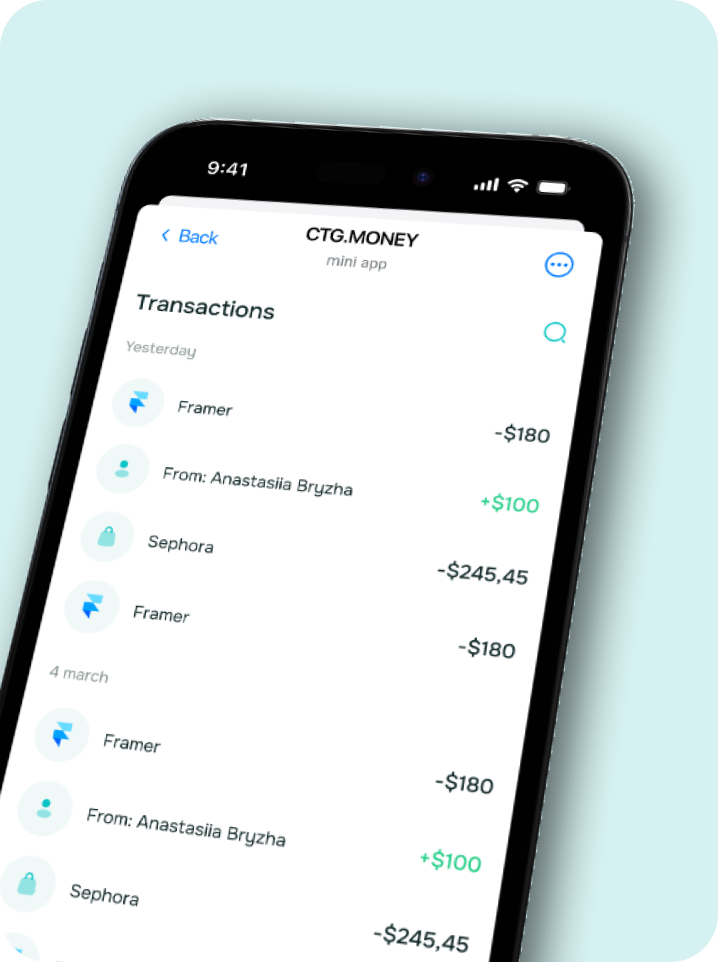 9:41
Back
CTG.MONEY
mini app
Transactions
Yesterday
Framer -$180
From: Anastasiia Bryzha +$100
Sephora -$245,45
Framer -$180
4 march
Framer -$180
From: Anastasiia Bryzha +$100
Sephora -$245,45